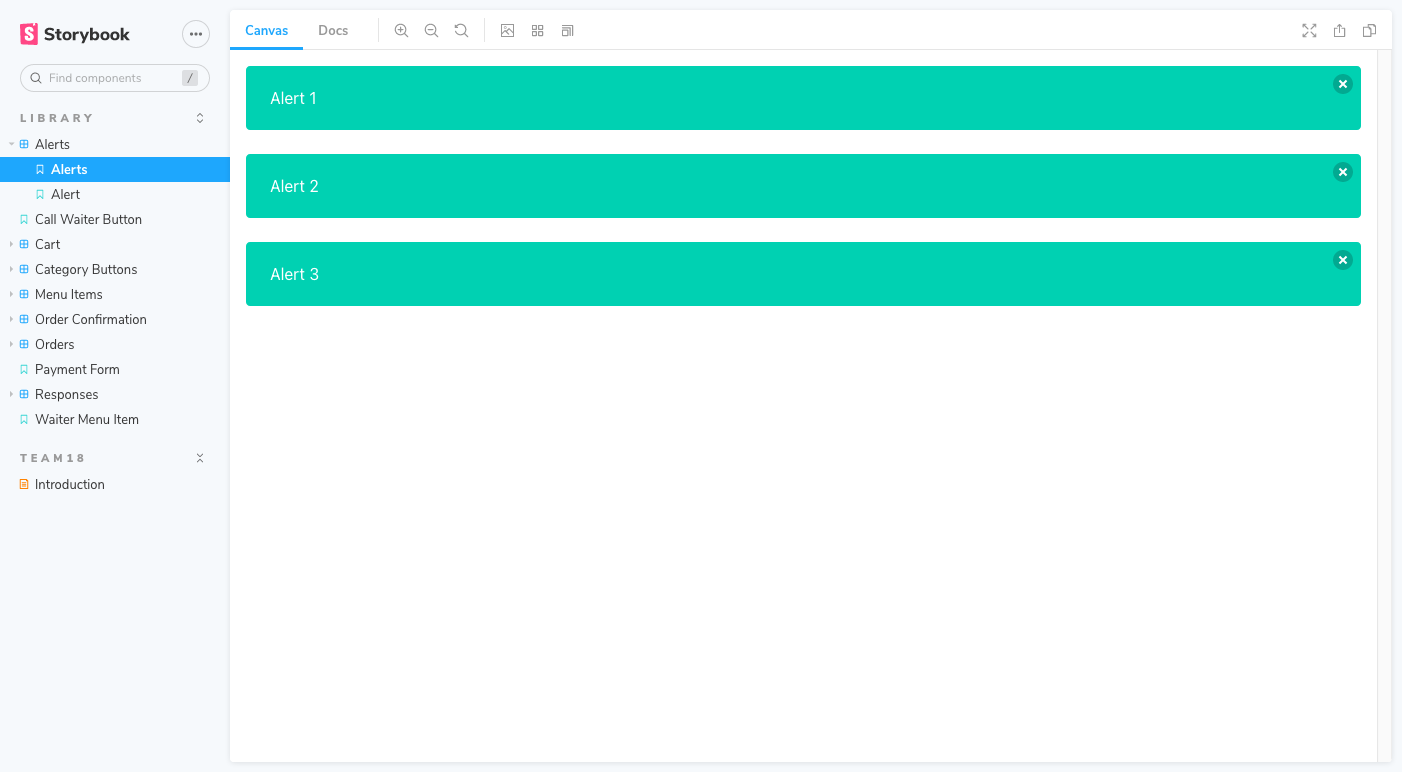 Storybook
Find components /
LIBRARY
Alerts
Alerts
Alert
Call Waiter Button
Cart
Category Buttons
Menu Items
Order Confirmation
Orders
Payment Form
Responses
Waiter Menu Item
TEAM18
Introduction
Canvas Docs
Alert 1
Alert 2
Alert 3